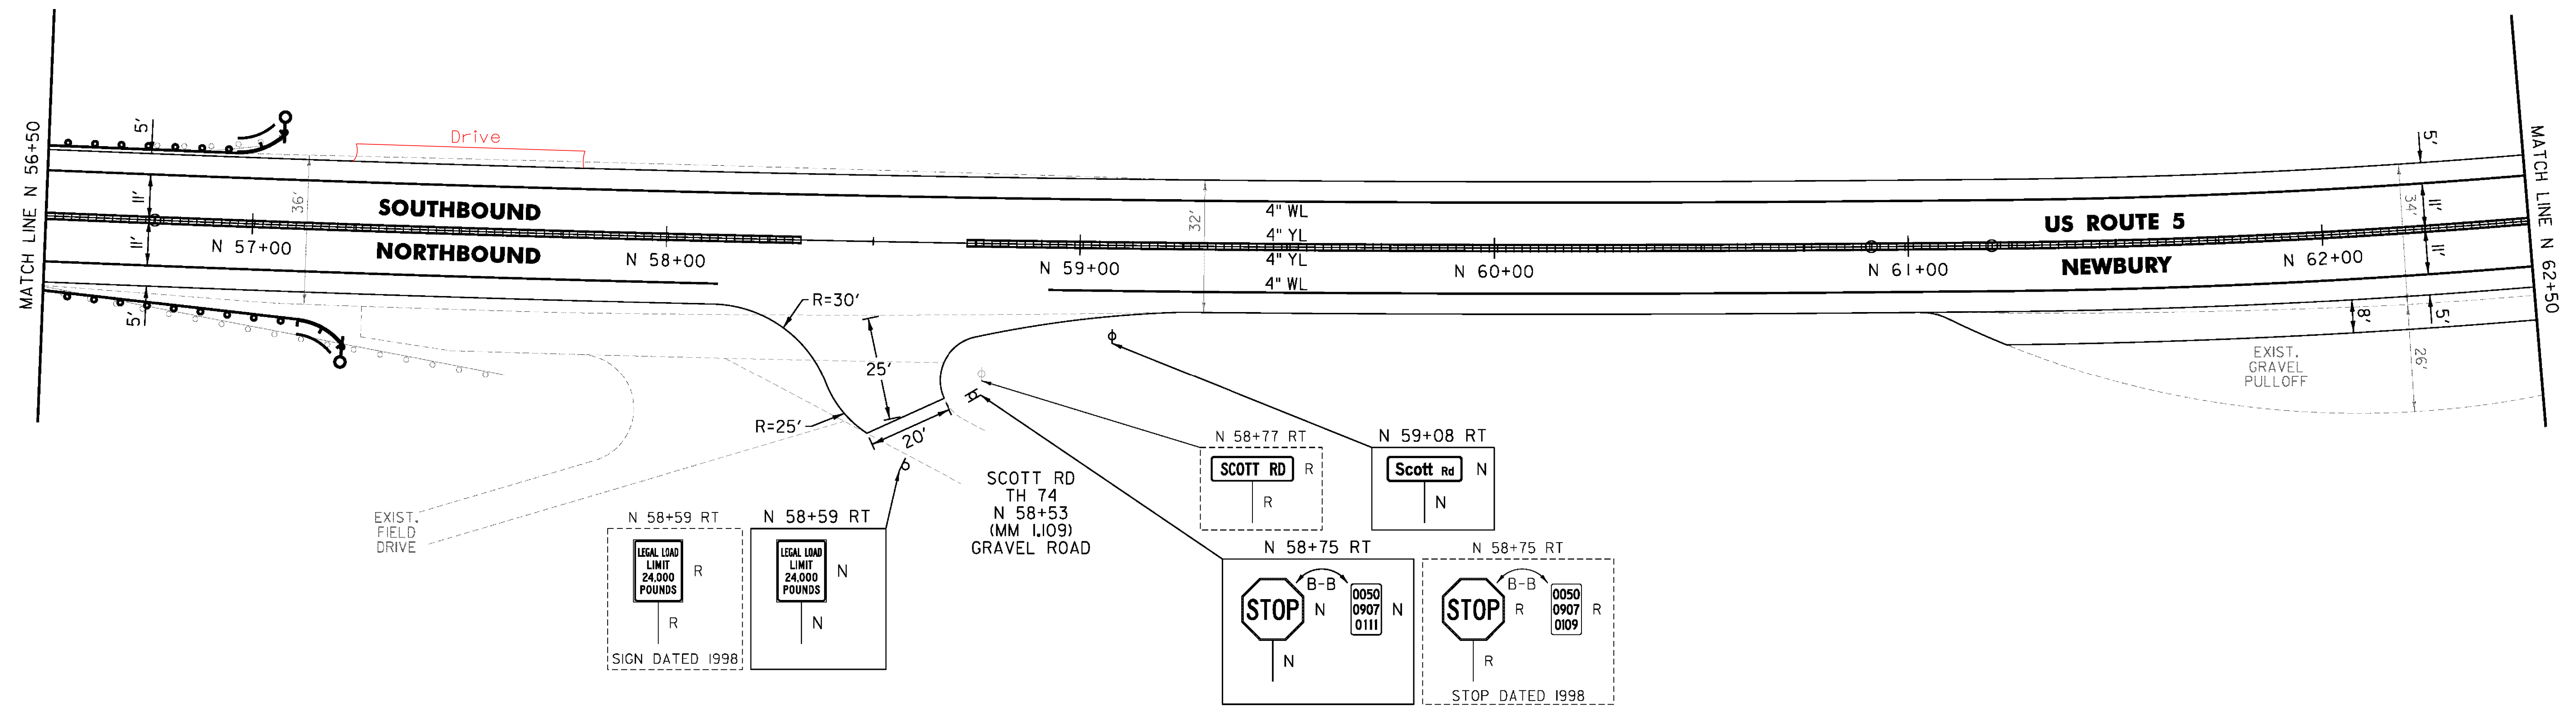 MATCH LINE N 56+50
5'
11'
11'
5'
36'
Drive
SOUTHBOUND
NORTHBOUND
N 57+00
N 58+00
N 59+00
N 60+00
N 61+00
N 62+00
32'
4" WL
4" YL
4" YL
4" WL
US ROUTE 5
NEWBURY
5'
11'
34'
11'
5'
8'
26'
MATCH LINE N 62+50
EXIST.
GRAVEL
PULLOFF
R=30'
25'
R=25'
20'
EXIST.
FIELD
DRIVE
SCOTT RD
TH 74
N 58+53
(MM 1.109)
GRAVEL ROAD
N 58+59 RT
LEGAL LOAD
LIMIT
24,000
POUNDS
R
R
SIGN DATED 1998
N 58+59 RT
LEGAL LOAD
LIMIT
24,000
POUNDS
N
N
N 58+77 RT
SCOTT RD R
R
N 59+08 RT
Scott Rd N
N
N 58+75 RT
B-B
STOP N
0050
0907
0111
N
N
N 58+75 RT
B-B
STOP R
0050
0907
0109
R
R
STOP DATED 1998